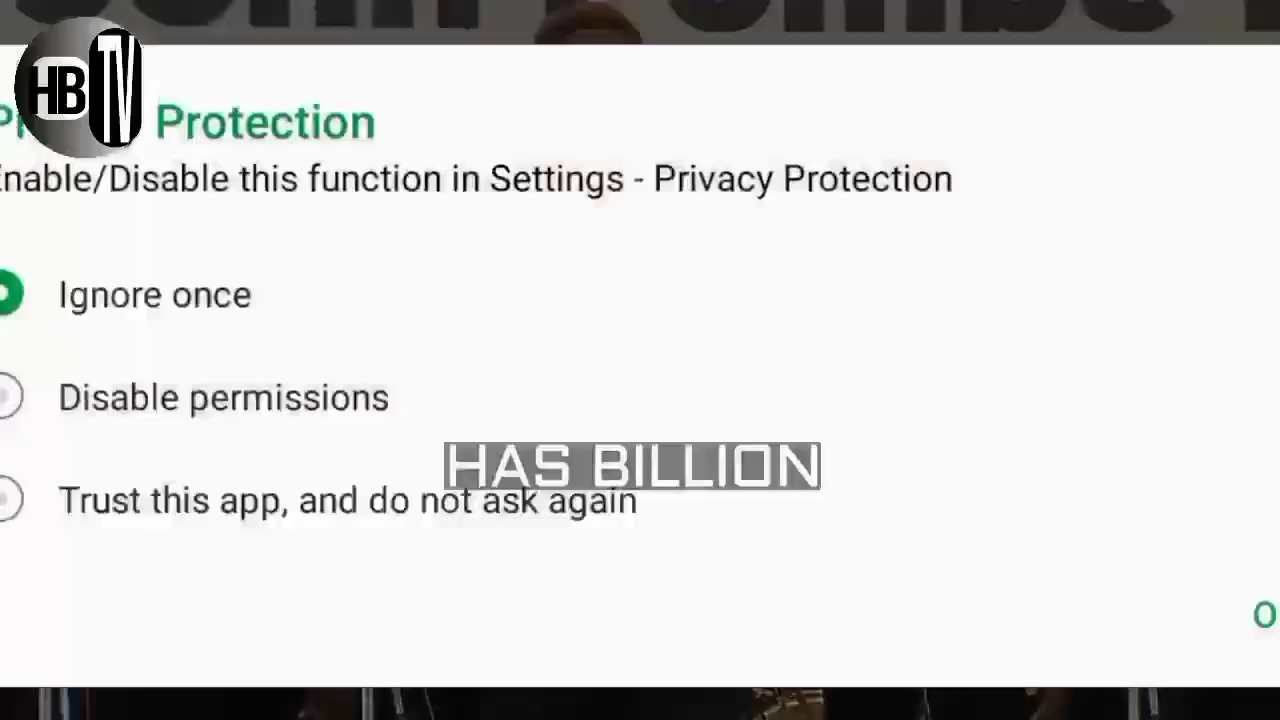 HB TV
Protection
Enable/Disable this function in Settings - Privacy Protection
Ignore once
Disable permissions
HAS BILLION
Trust this app, and do not ask again